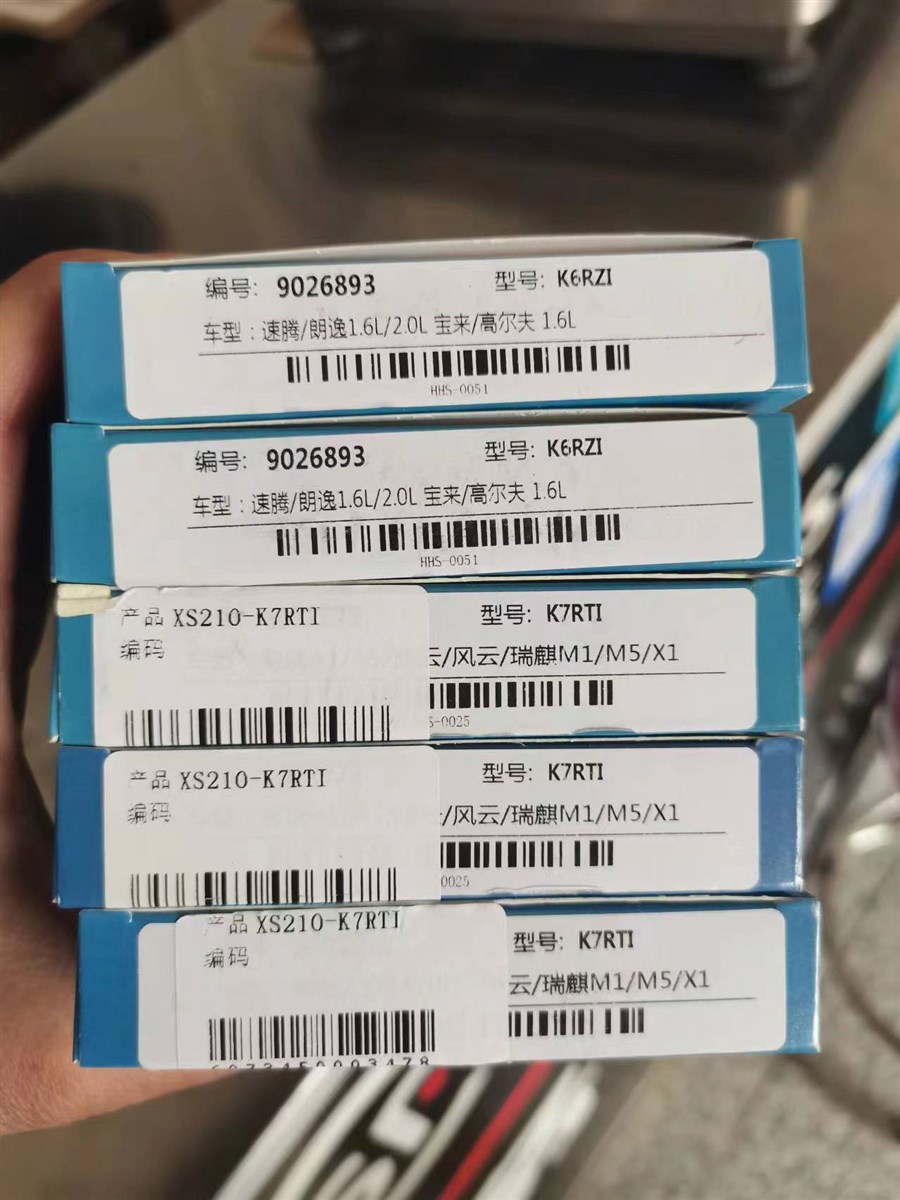 编号: 9026893 型号: K6RZI
车型:速腾/朗逸1.6L/2.0L 宝来/高尔夫 1.6L
HHS-0051
编号: 9026893 型号: K6RZI
车型:速腾/朗逸1.6L/2.0L 宝来/高尔夫 1.6L
HHS-0051
产品 XS210-K7RTI 型号: K7RTI
编码 /风云/瑞麒M1/M5/X1
S-0025
产品 XS210-K7RTI 型号: K7RTI
编码 /风云/瑞麒M1/M5/X1
0025
产品 XS210-K7RTI 型号: K7RTI
编码 云/瑞麒M1/M5/X1